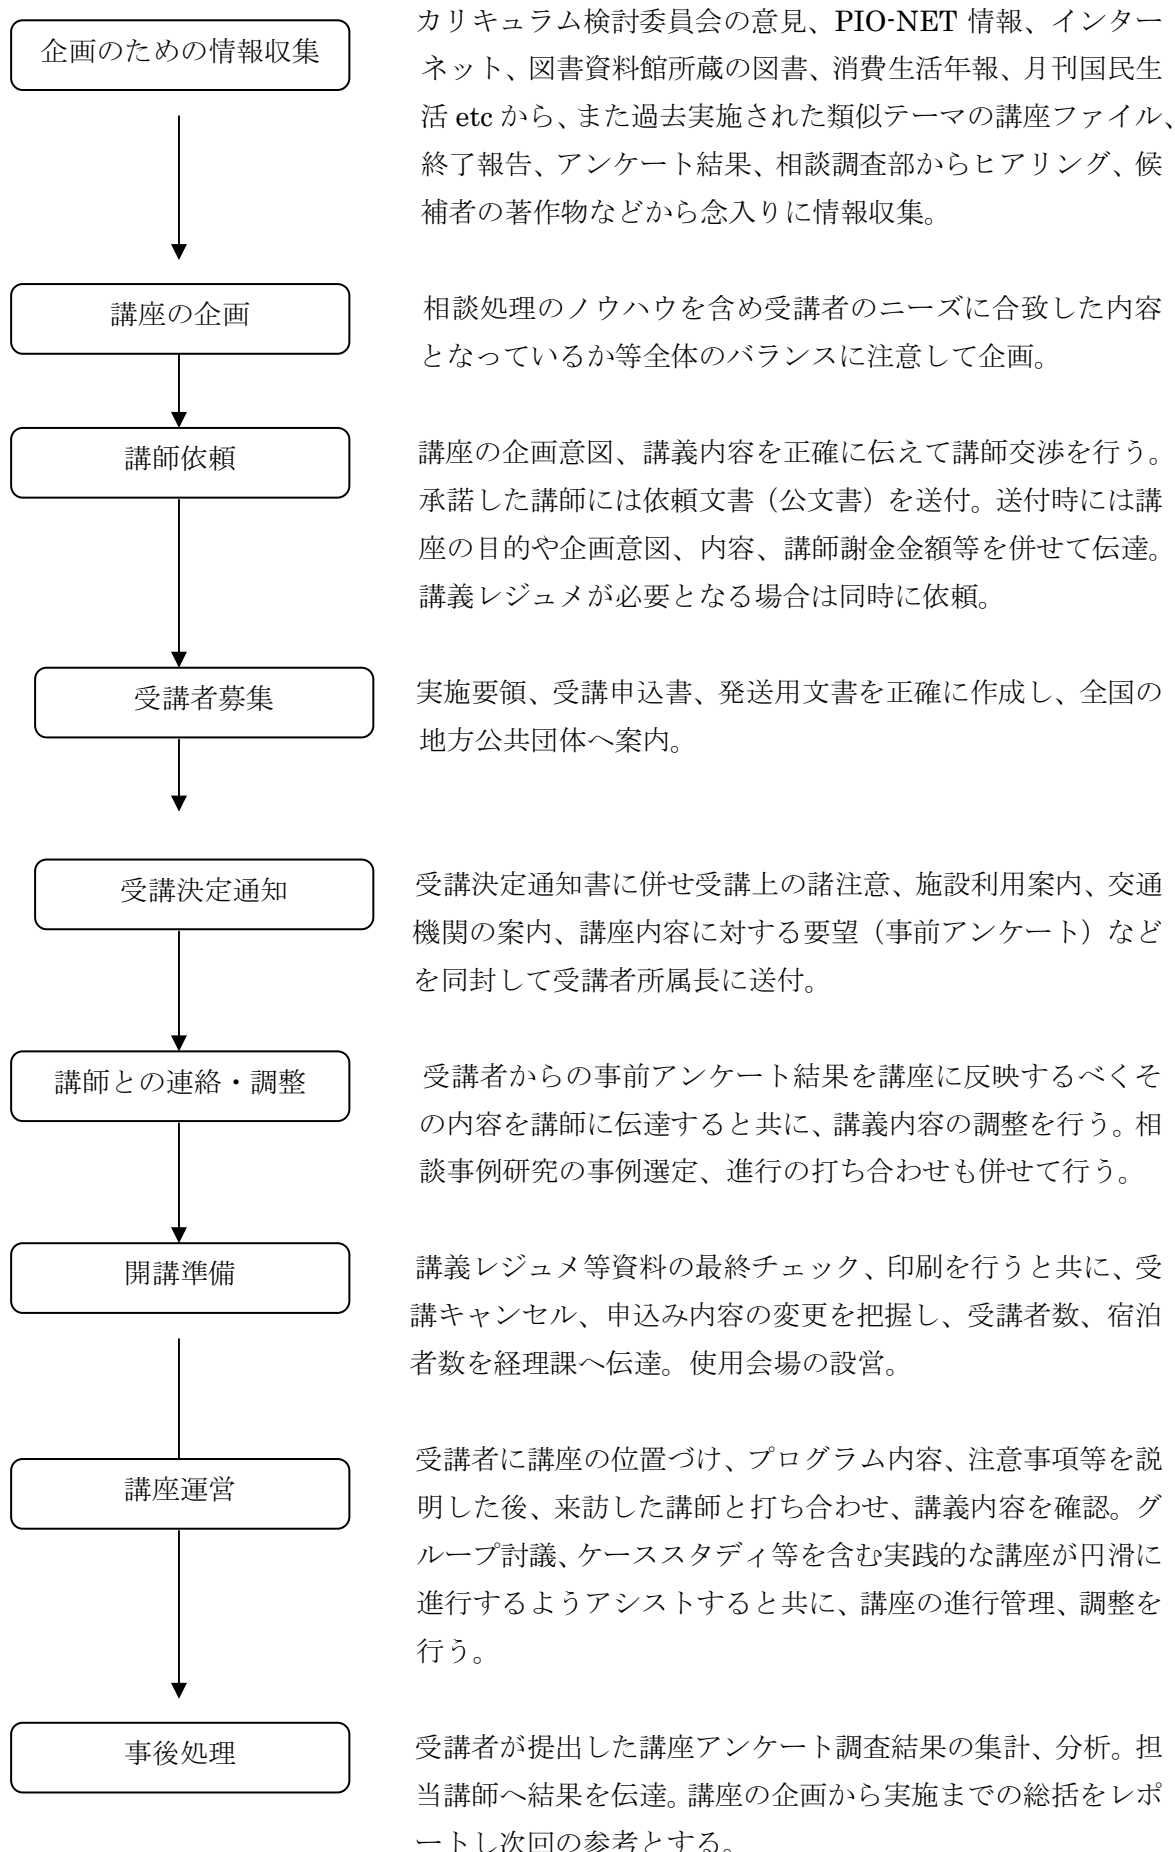 企画のための情報収集
カリキュラム検討委員会の意見、PIO-NET 情報、インター
ネット、図書資料館所蔵の図書、消費生活年報、月刊国民生
活 etc から、また過去実施された類似テーマの講座ファイル、
終了報告、アンケート結果、相談調査部からヒアリング、候
補者の著作物などから念入りに情報収集。
講座の企画
相談処理のノウハウを含め受講者のニーズに合致した内容
となっているか等全体のバランスに注意して企画。
講師依頼
講座の企画意図、講義内容を正確に伝えて講師交渉を行う。
承諾した講師には依頼文書（公文書）を送付。送付時には講
座の目的や企画意図、内容、講師謝金金額等を併せて伝達。
講義レジュメが必要となる場合は同時に依頼。
受講者募集
実施要領、受講申込書、発送用文書を正確に作成し、全国の
地方公共団体へ案内。
受講決定通知
受講決定通知書に併せ受講上の諸注意、施設利用案内、交通
機関の案内、講座内容に対する要望（事前アンケート）など
を同封して受講者所属長に送付。
講師との連絡・調整
受講者からの事前アンケート結果を講座に反映するべくそ
の内容を講師に伝達すると共に、講義内容の調整を行う。相
談事例研究の事例選定、進行の打ち合わせも併せて行う。
開講準備
講義レジュメ等資料の最終チェック、印刷を行うと共に、受
講キャンセル、申込み内容の変更を把握し、受講者数、宿泊
者数を経理課へ伝達。使用会場の設営。
講座運営
受講者に講座の位置づけ、プログラム内容、注意事項等を説
明した後、来訪した講師と打ち合わせ、講義内容を確認。グ
ループ討議、ケーススタディ等を含む実践的な講座が円滑に
進行するようアシストすると共に、講座の進行管理、調整を
行う。
事後処理
受講者が提出した講座アンケート調査結果の集計、分析。担
当講師へ結果を伝達。講座の企画から実施までの総括をレポ
ートし次回の参考とする。